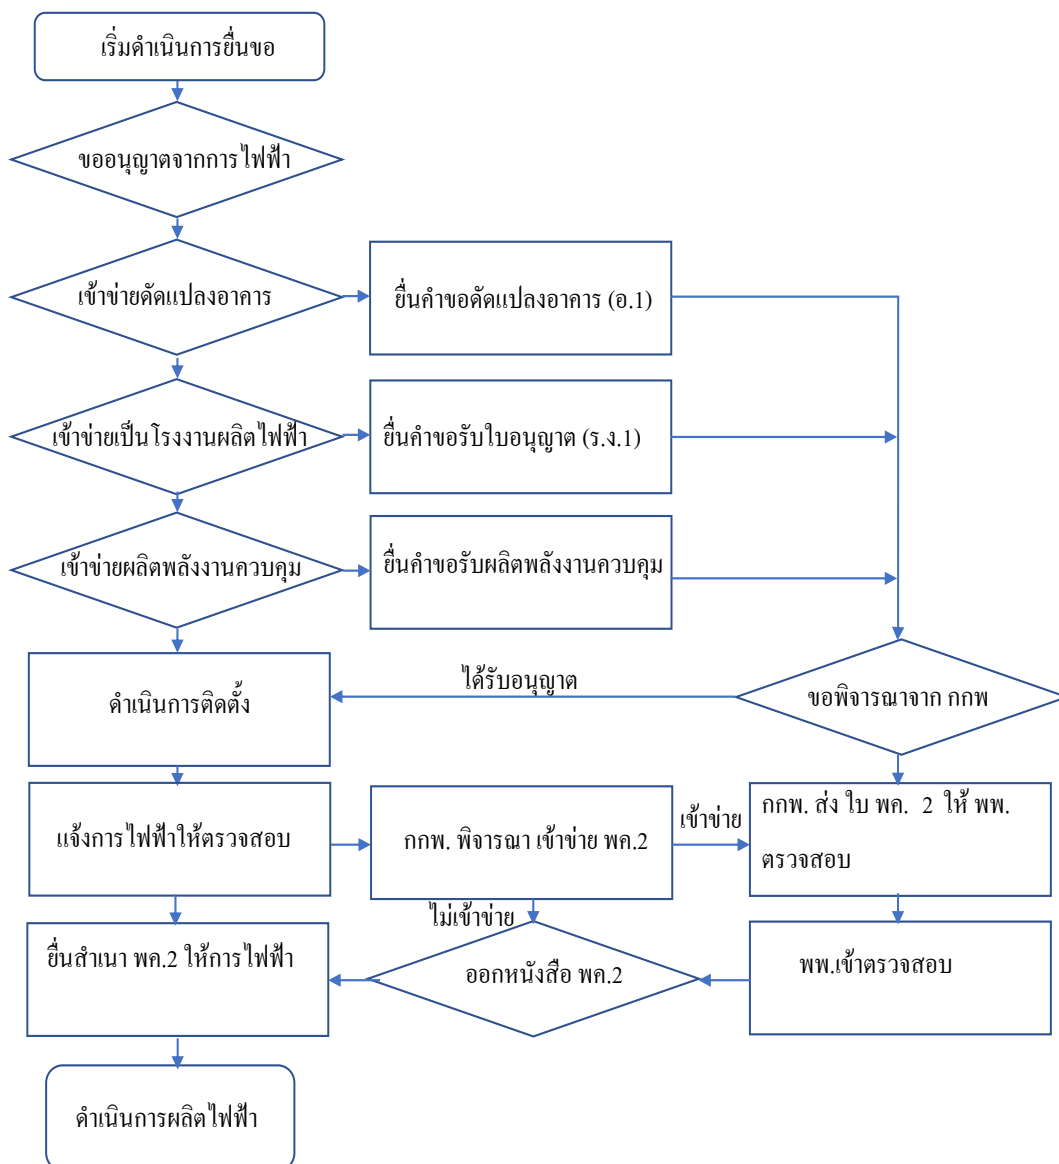 เริ่มดำเนินการยื่นขอ
ขออนุญาตจากการไฟฟ้า
เข้าข่ายดัดแปลงอาคาร
ยื่นคำขอดัดแปลงอาคาร (อ.1)
เข้าข่ายเป็นโรงงานผลิตไฟฟ้า
ยื่นคำขอรับใบอนุญาต (ร.ง.1)
เข้าข่ายผลิตพลังงานควบคุม
ยื่นคำขอรับผลิตพลังงานควบคุม
ได้รับอนุญาต
ดำเนินการติดตั้ง
ขอพิจารณาจาก กกพ
แจ้งการไฟฟ้าให้ตรวจสอบ
กกพ. พิจารณา เข้าข่าย พค.2
เข้าข่าย
กกพ. ส่ง ใบ พค. 2 ให้ พพ.
ตรวจสอบ
ไม่เข้าข่าย
ยื่นสำเนา พค.2 ให้การไฟฟ้า
ออกหนังสือ พค.2
พพ.เข้าตรวจสอบ
ดำเนินการผลิตไฟฟ้า